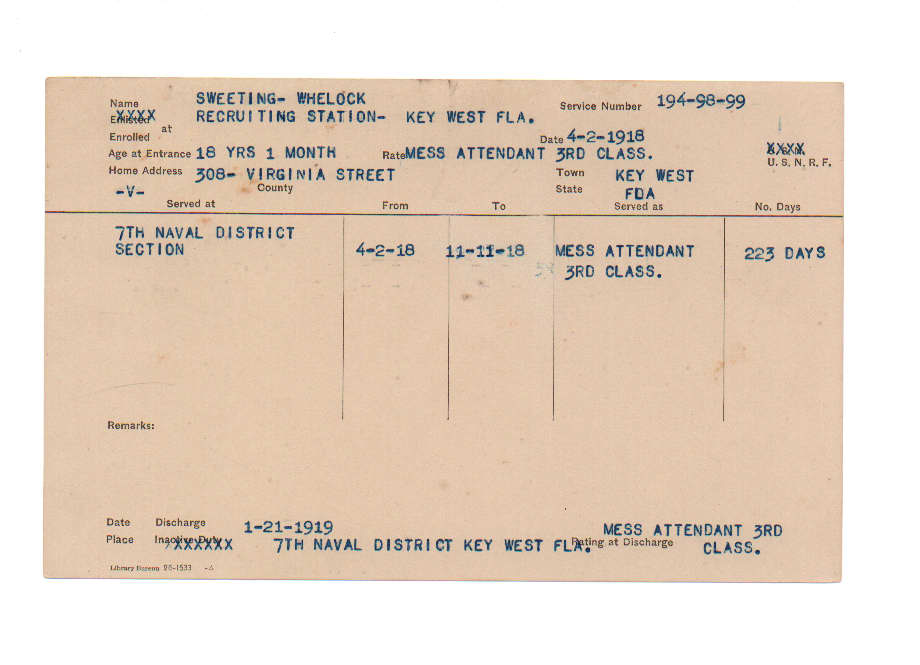 Name SWEETING- WHELOCK Service Number 194-98-99
Enlisted XXXX at RECRUITING STATION- KEY WEST FLA.
Enrolled Date 4-2-1918
Age at Entrance 18 YRS 1 MONTH Rate MESS ATTENDANT 3RD CLASS. XXXX
U. S. N. R. F.
Home Address 308- VIRGINIA STREET Town KEY WEST
-V- County State FDA
Served at From To Served as No. Days
7TH NAVAL DISTRICT
SECTION 4-2-18 11-11-18 MESS ATTENDANT 223 DAYS
3RD CLASS.
Remarks:
Date Discharge 1-21-1919 MESS ATTENDANT 3RD
Place Inactive Duty XXXXXX 7TH NAVAL DISTRICT KEY WEST FLA. Rating at Discharge CLASS.
Library Bureau 26-1533 -A